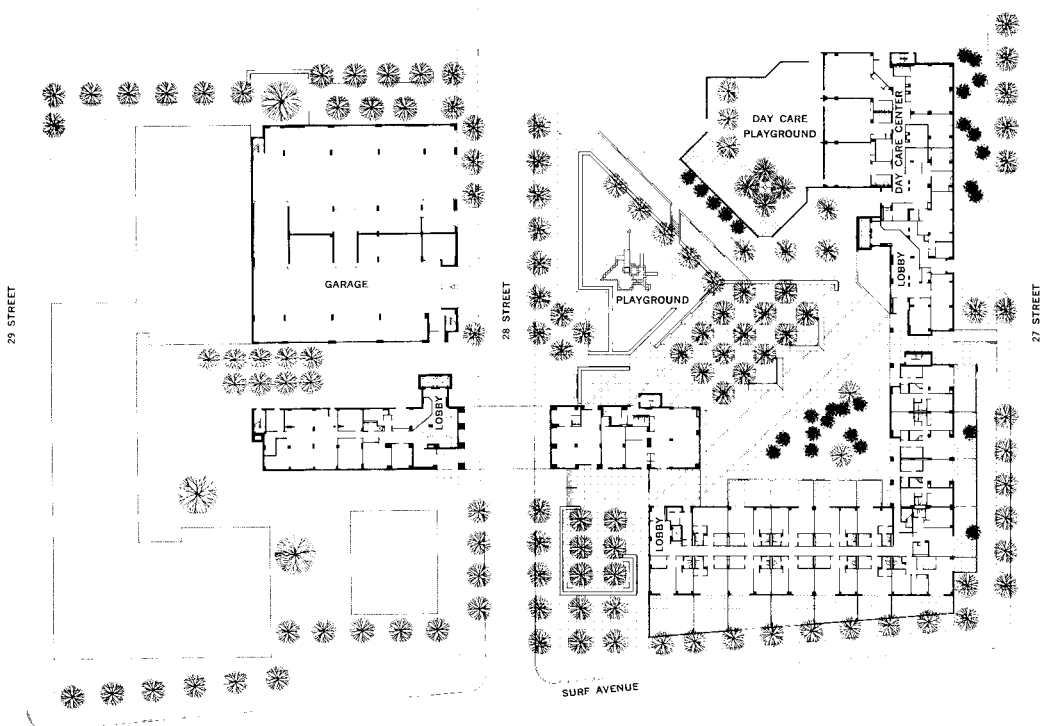 DAY CARE
PLAYGROUND
DAY CARE CENTER
LOBBY
GARAGE
PLAYGROUND
29 STREET
28 STREET
27 STREET
LOBBY
LOBBY
SURF AVENUE